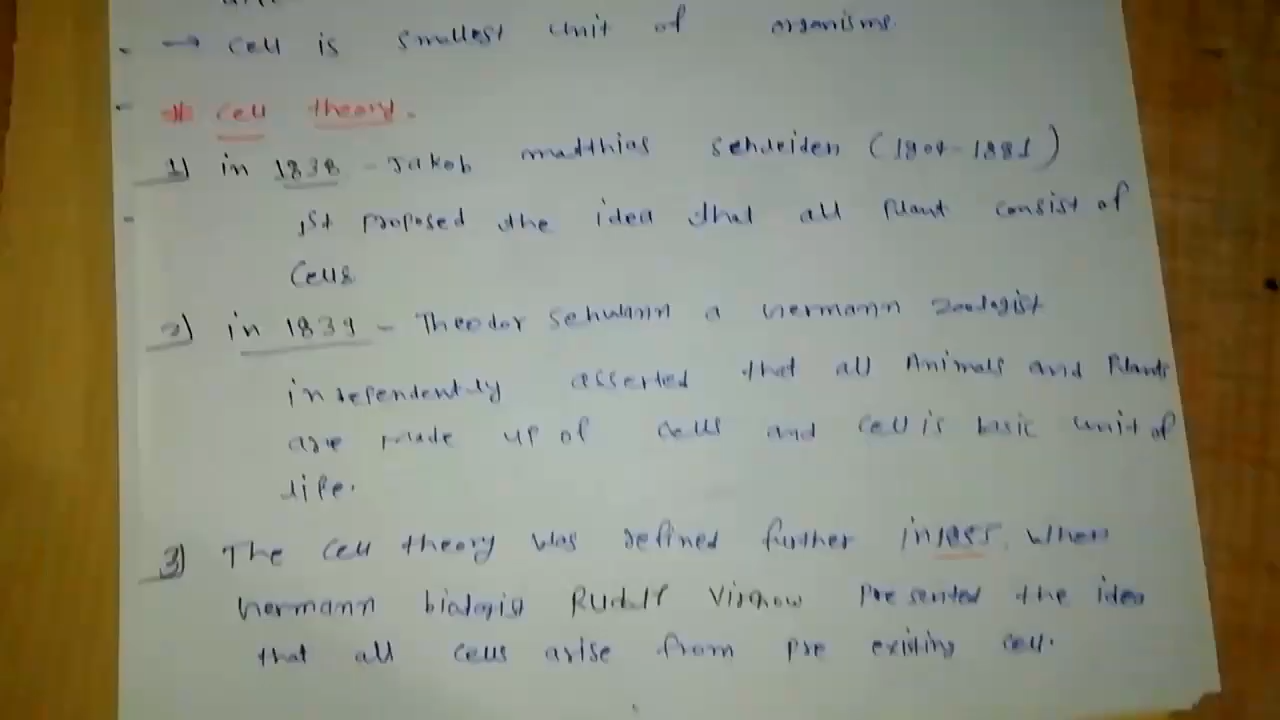 → cell is smallest unit of organisms.
* cell theory.
1) in 1838 - Jakob matthias Schleiden (1804-1881)
1st proposed the idea that all Plant consist of
Cells
2) in 1839 - Theodor Schwann a hermann zoologist
independently asserted that all Animals and Plants
are made up of cells and cell is basic unit of
life.
3) The cell theory was defined further in 1855. When
hermann biologist Rudolf Virchow Presented the idea
that all cells arise from pre existing cell.